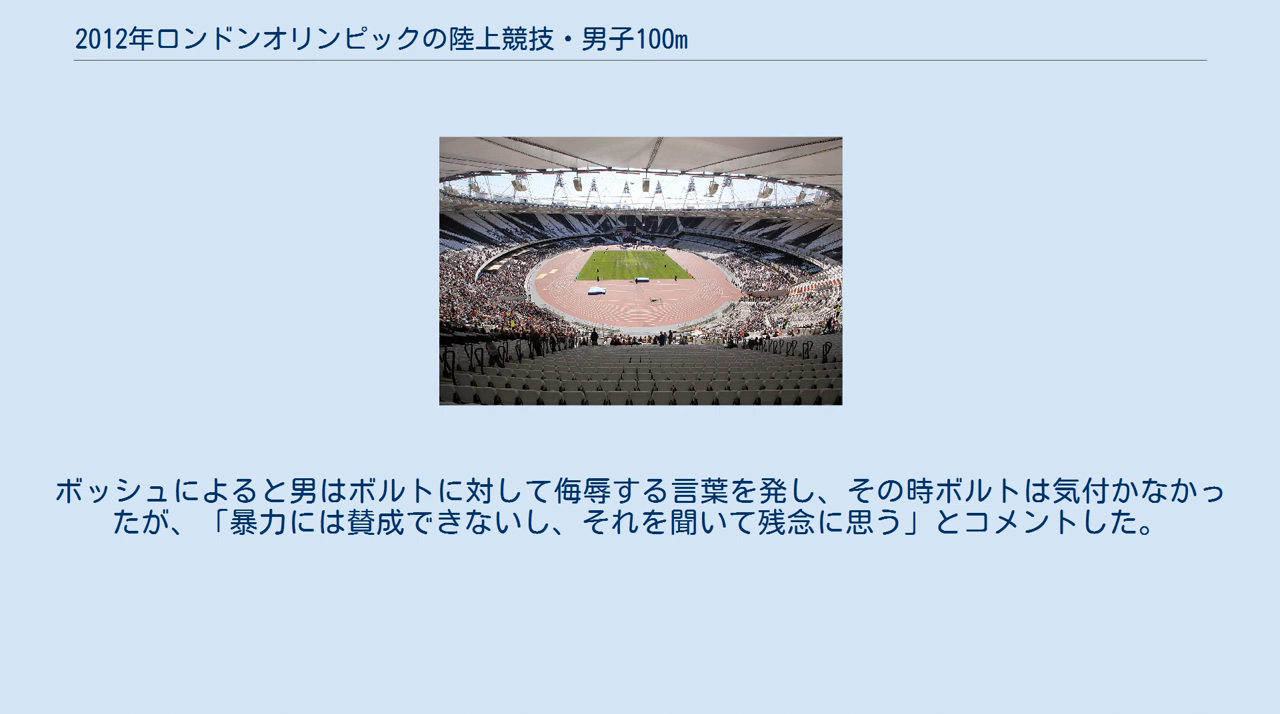 2012年ロンドンオリンピックの陸上競技・男子100m
ボッシュによると男はボルトに対して侮辱する言葉を発し、その時ボルトは気付かなかっ
たが、「暴力には賛成できないし、それを聞いて残念に思う」とコメントした。